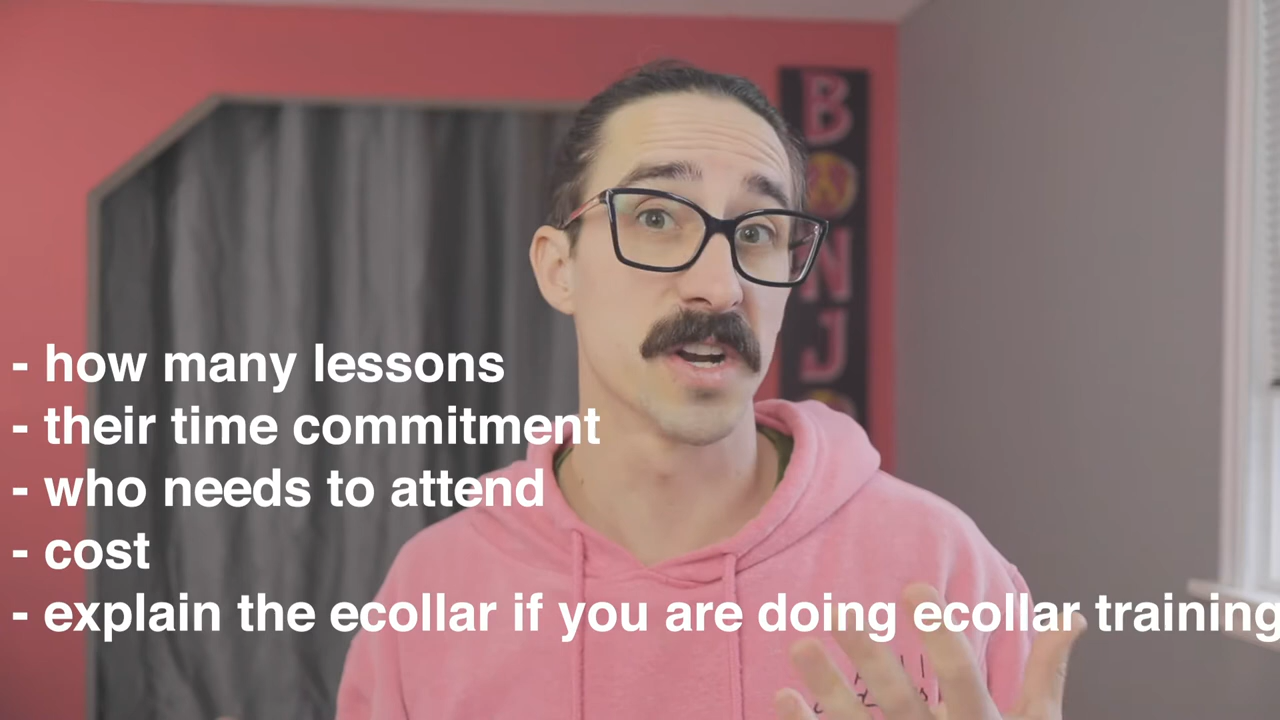 BONJO
- how many lessons
- their time commitment
- who needs to attend
- cost
- explain the ecollar if you are doing ecollar training